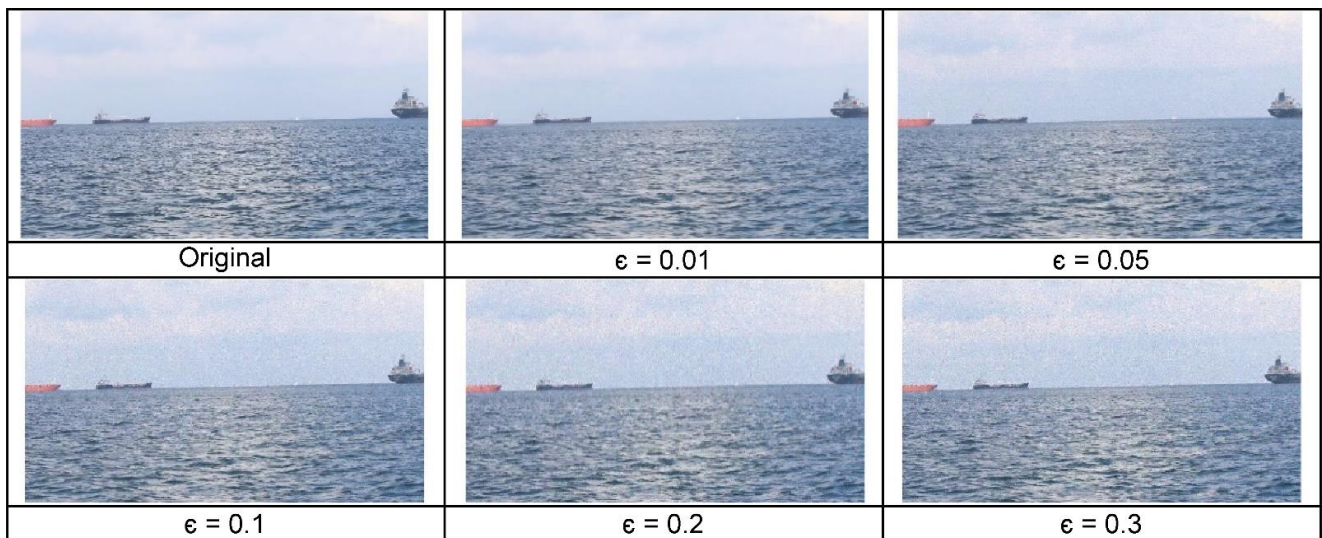 Original
є = 0.01
є = 0.05
є = 0.1
є = 0.2
є = 0.3